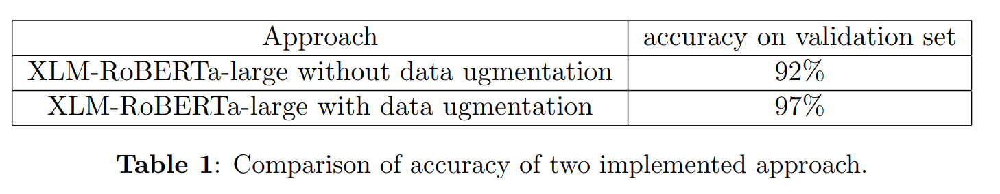 Approach accuracy on validation set
XLM-RoBERTa-large without data ugmentation 92%
XLM-RoBERTa-large with data ugmentation 97%
Table 1: Comparison of accuracy of two implemented approach.